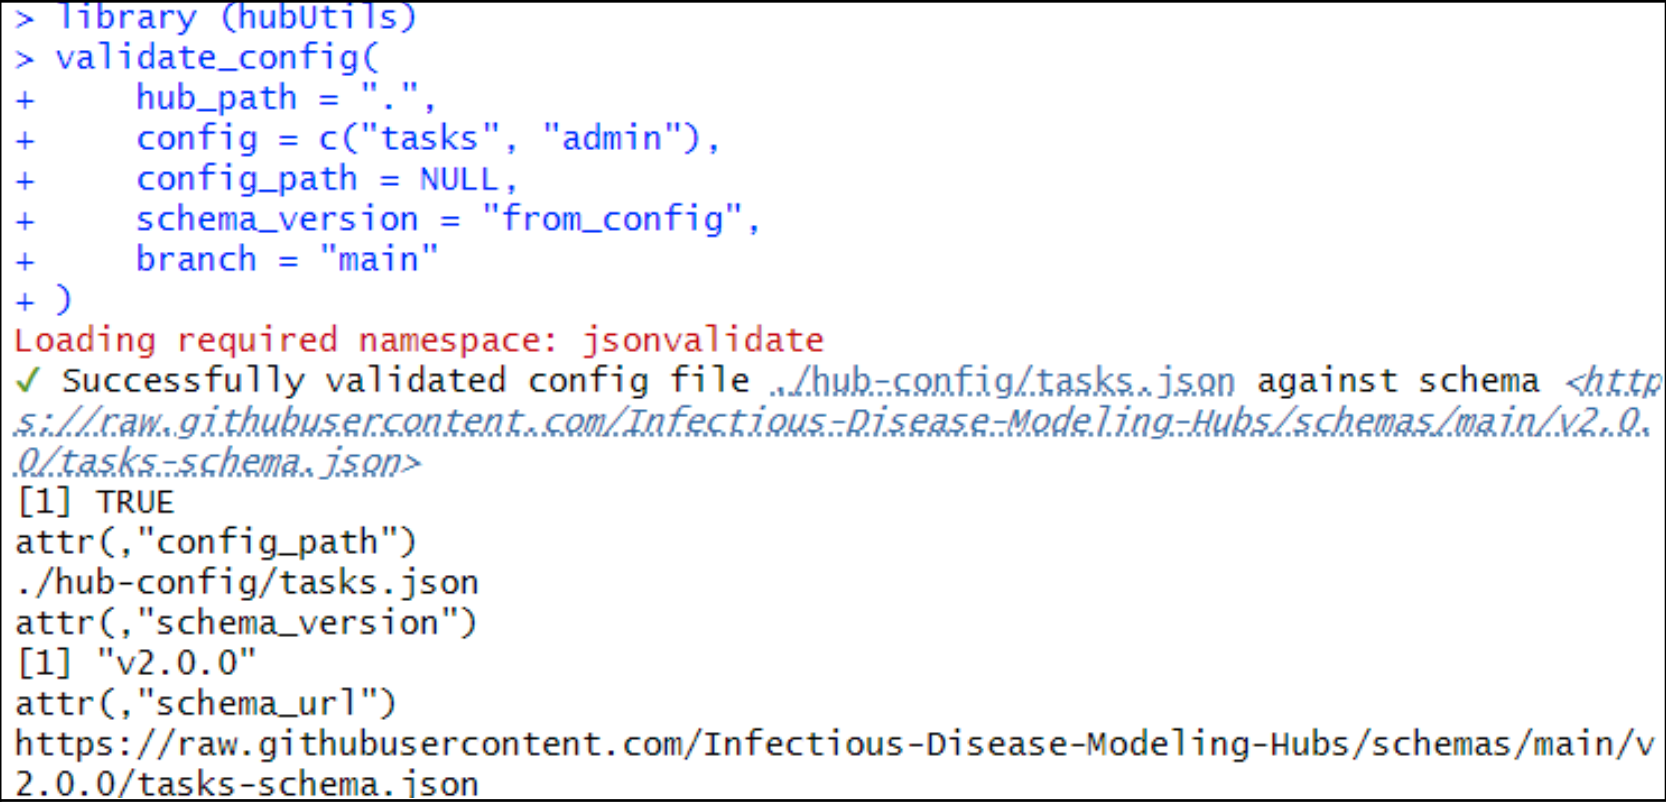 > library (hubUtils)
> validate_config(
+     hub_path = ".",
+     config = c("tasks", "admin"),
+     config_path = NULL,
+     schema_version = "from_config",
+     branch = "main"
+ )
Loading required namespace: jsonvalidate
✔ Successfully validated config file ./hub-config/tasks.json against schema <http
s://raw.githubusercontent.com/Infectious-Disease-Modeling-Hubs/schemas/main/v2.0.
0/tasks-schema.json>
[1] TRUE
attr(,"config_path")
./hub-config/tasks.json
attr(,"schema_version")
[1] "v2.0.0"
attr(,"schema_url")
https://raw.githubusercontent.com/Infectious-Disease-Modeling-Hubs/schemas/main/v
2.0.0/tasks-schema.json